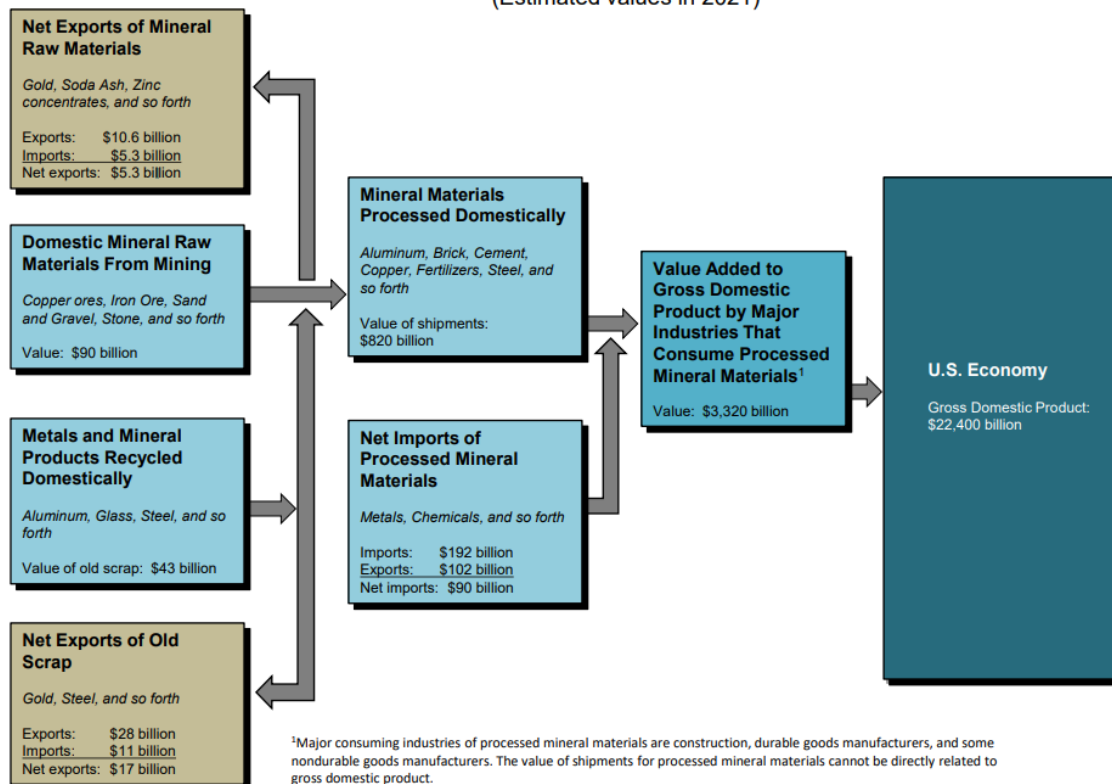 (Estimated values in 2021)
Net Exports of Mineral
Raw Materials
Gold, Soda Ash, Zinc
concentrates, and so forth
Exports: $10.6 billion
Imports: $5.3 billion
Net exports: $5.3 billion
Domestic Mineral Raw
Materials From Mining
Copper ores, Iron Ore, Sand
and Gravel, Stone, and so forth
Value: $90 billion
Metals and Mineral
Products Recycled
Domestically
Aluminum, Glass, Steel, and so
forth
Value of old scrap: $43 billion
Net Exports of Old
Scrap
Gold, Steel, and so forth
Exports: $28 billion
Imports: $11 billion
Net exports: $17 billion
Mineral Materials
Processed Domestically
Aluminum, Brick, Cement,
Copper, Fertilizers, Steel, and
so forth
Value of shipments:
$820 billion
Net Imports of
Processed Mineral
Materials
Metals, Chemicals, and so forth
Imports: $192 billion
Exports: $102 billion
Net imports: $90 billion
Value Added to
Gross Domestic
Product by Major
Industries That
Consume Processed
Mineral Materials¹
Value: $3,320 billion
U.S. Economy
Gross Domestic Product:
$22,400 billion
¹Major consuming industries of processed mineral materials are construction, durable goods manufacturers, and some
nondurable goods manufacturers. The value of shipments for processed mineral materials cannot be directly related to
gross domestic product.